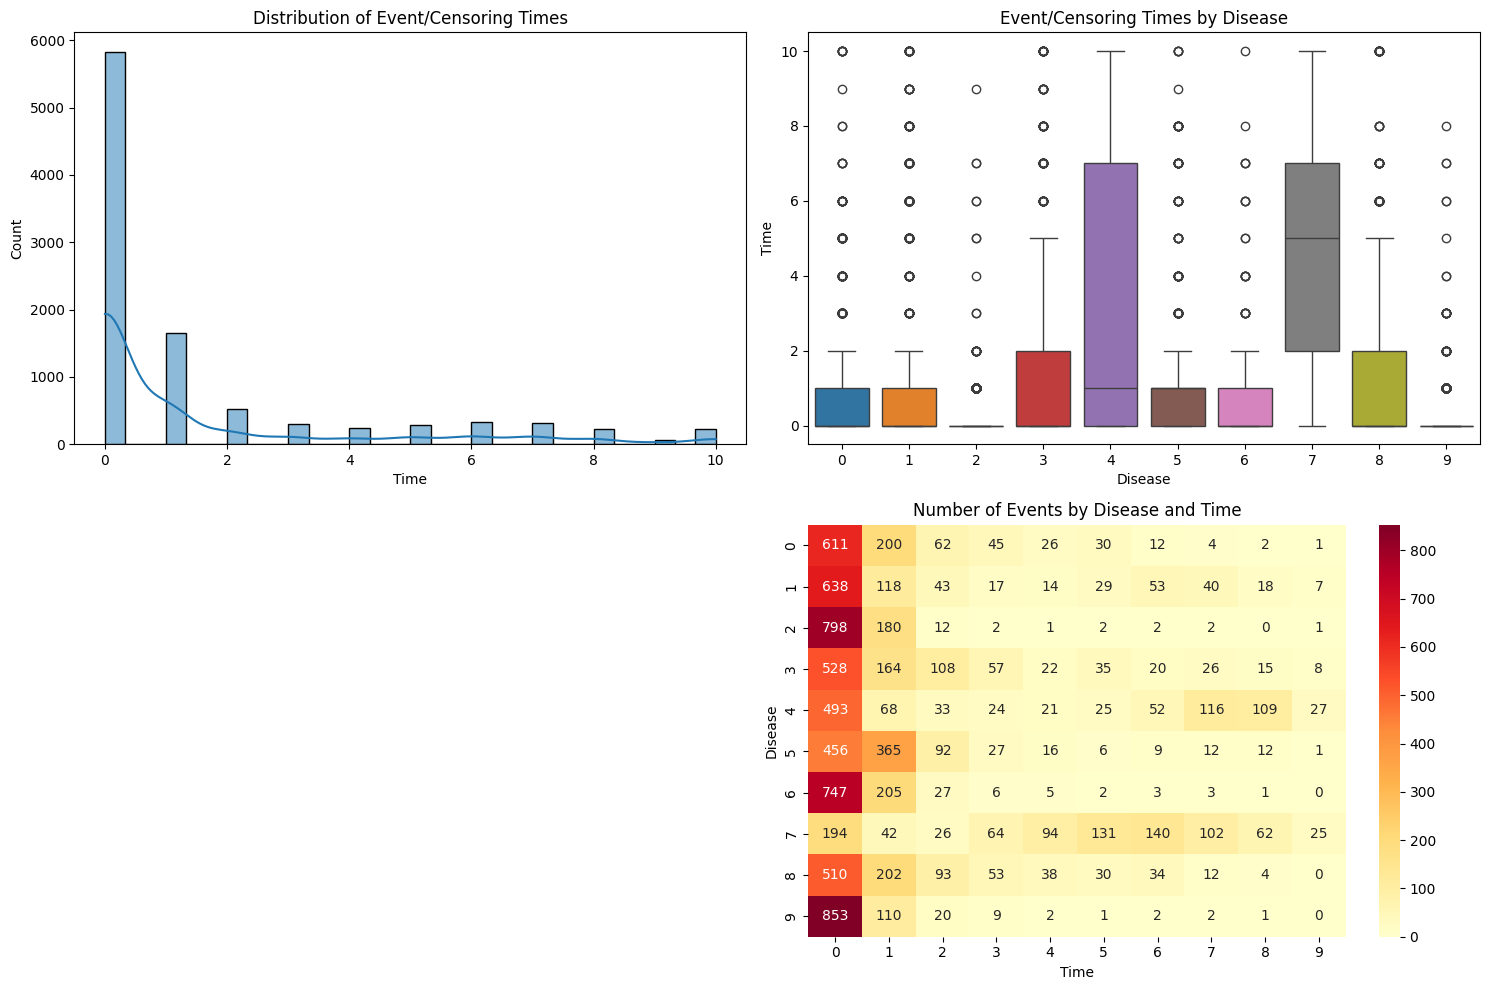 Distribution of Event/Censoring Times
6000
5000
4000
3000
2000
1000
0
Count
0 2 4 6 8 10
Time
Event/Censoring Times by Disease
10
8
6
4
2
0
Time
0 1 2 3 4 5 6 7 8 9
Disease
Number of Events by Disease and Time
0 611 200 62 45 26 30 12 4 2 1
1 638 118 43 17 14 29 53 40 18 7
2 798 180 12 2 1 2 2 2 0 1
3 528 164 108 57 22 35 20 26 15 8
4 493 68 33 24 21 25 52 116 109 27
5 456 365 92 27 16 6 9 12 12 1
6 747 205 27 6 5 2 3 3 1 0
7 194 42 26 64 94 131 140 102 62 25
8 510 202 93 53 38 30 34 12 4 0
9 853 110 20 9 2 1 2 2 1 0
Disease
0 1 2 3 4 5 6 7 8 9
Time
800
700
600
500
400
300
200
100
0